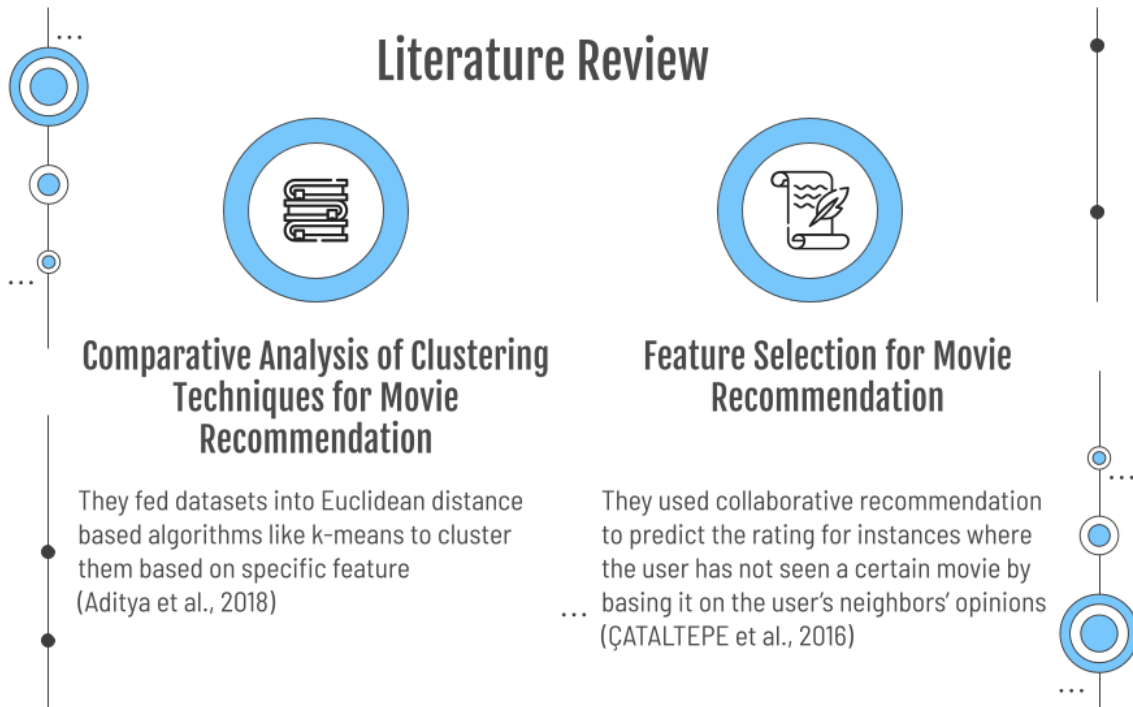 Literature Review
Comparative Analysis of Clustering
Techniques for Movie
Recommendation
They fed datasets into Euclidean distance
based algorithms like k-means to cluster
them based on specific feature
(Aditya et al., 2018)
Feature Selection for Movie
Recommendation
They used collaborative recommendation
to predict the rating for instances where
the user has not seen a certain movie by
basing it on the user's neighbors' opinions
(ÇATALTEPE et al., 2016)